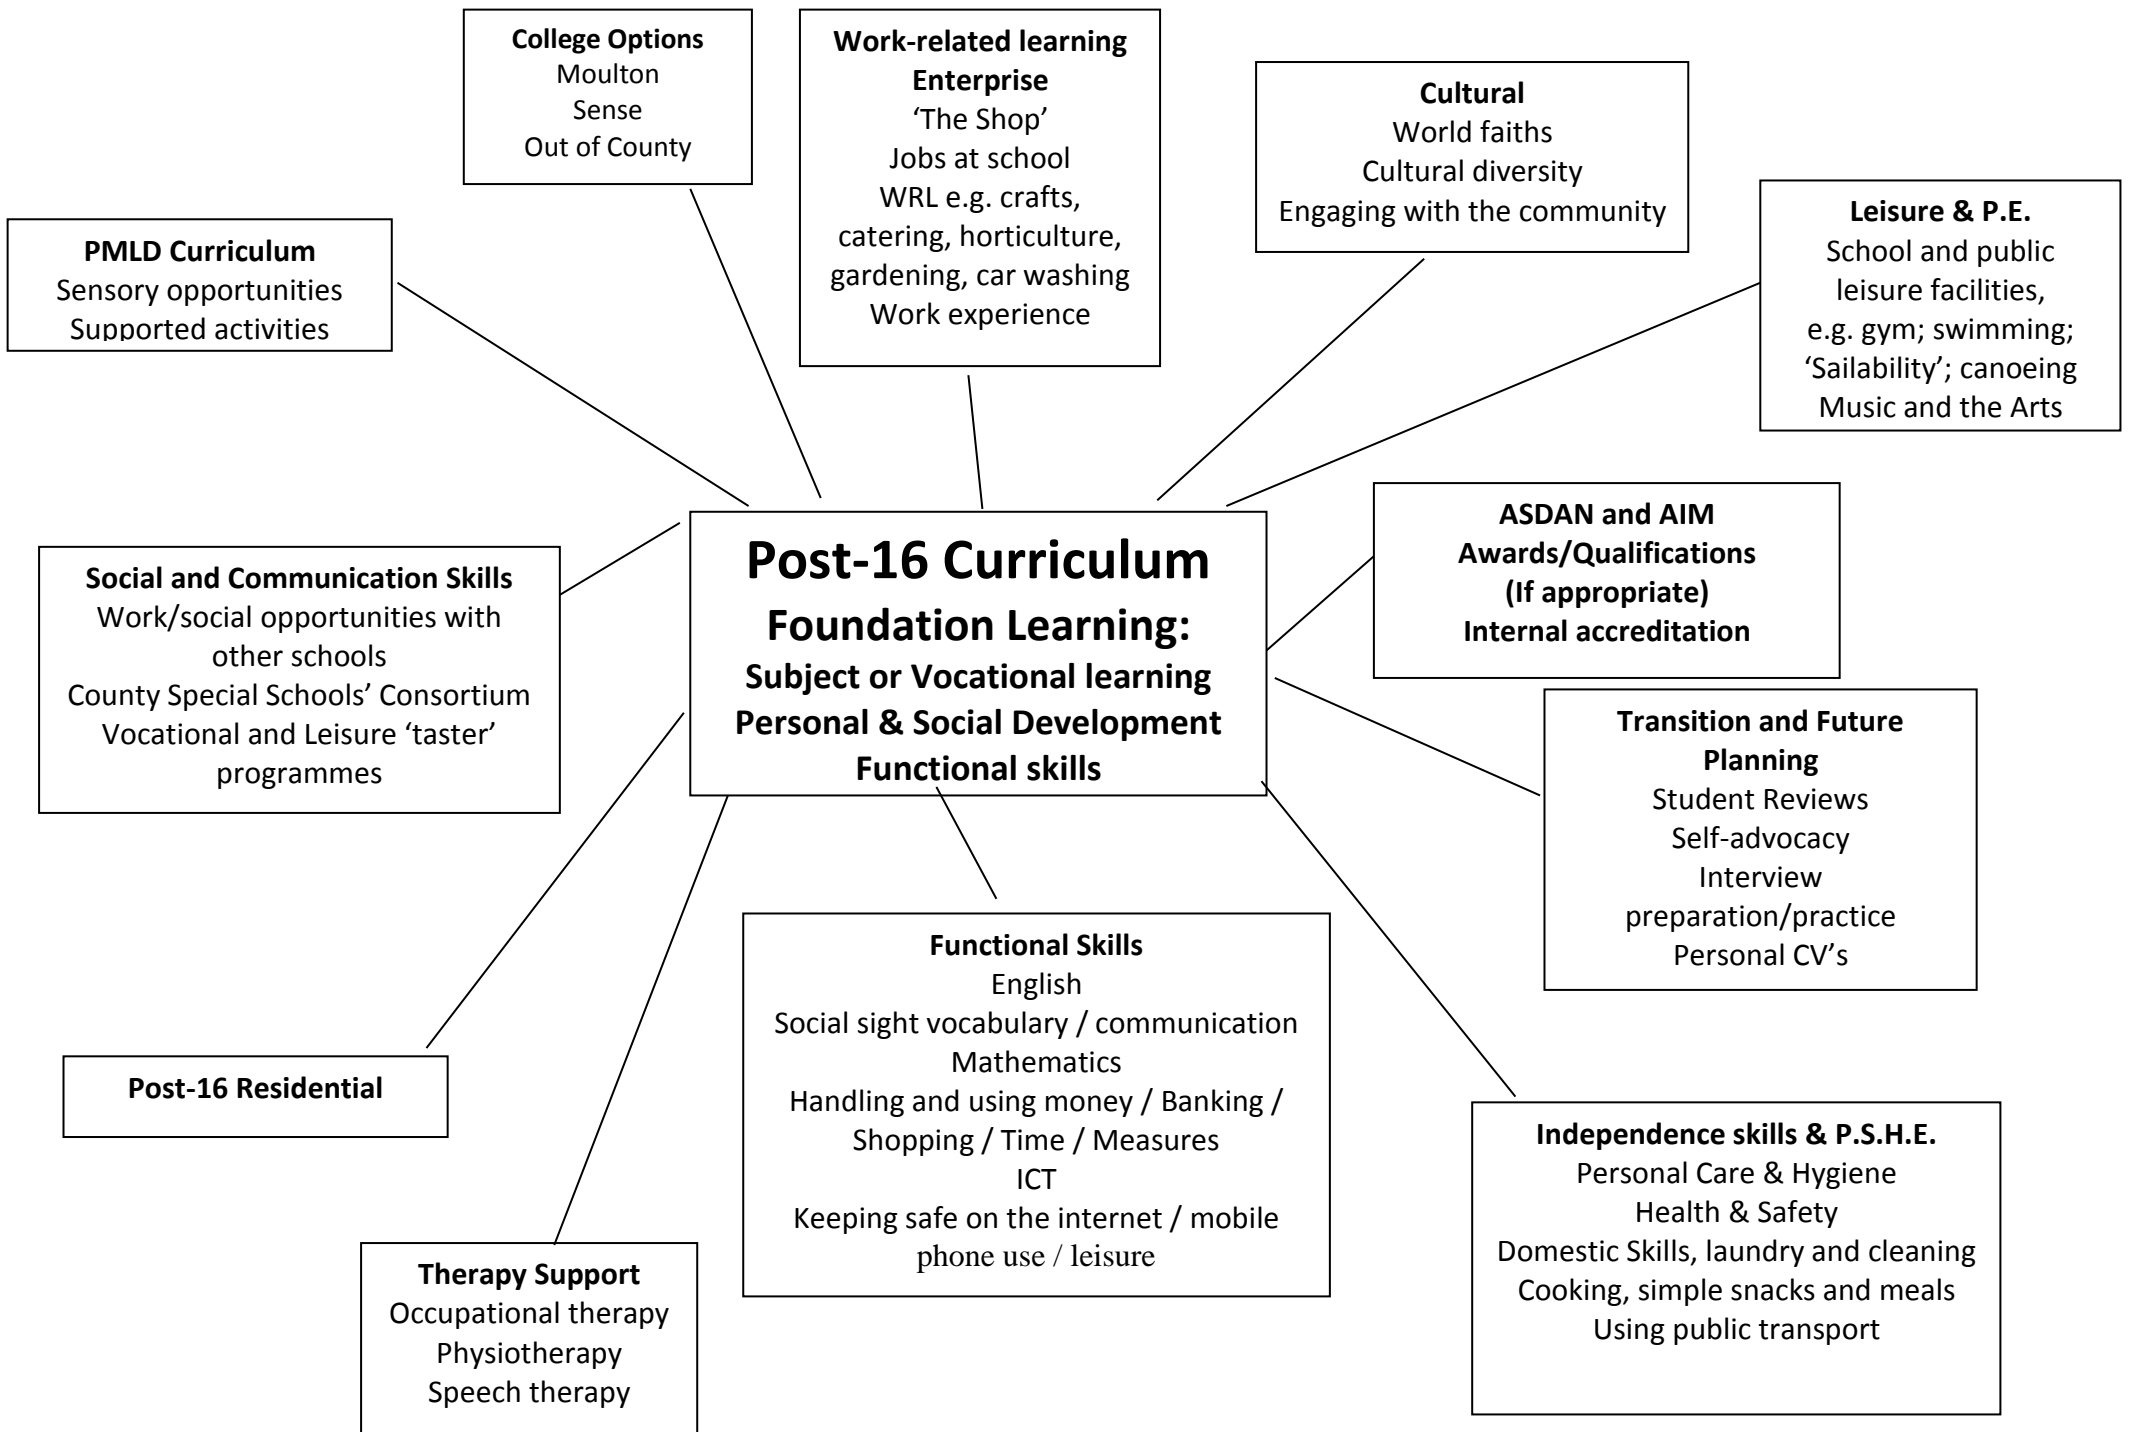 College Options
Moulton
Sense
Out of County
Work-related learning
Enterprise
‘The Shop’
Jobs at school
WRL e.g. crafts,
catering, horticulture,
gardening, car washing
Work experience
Cultural
World faiths
Cultural diversity
Engaging with the community
Leisure & P.E.
School and public
leisure facilities,
e.g. gym; swimming;
‘Sailability’; canoeing
Music and the Arts
PMLD Curriculum
Sensory opportunities
Supported activities
Social and Communication Skills
Work/social opportunities with
other schools
County Special Schools’ Consortium
Vocational and Leisure ‘taster’
programmes
Post-16 Curriculum
Foundation Learning:
Subject or Vocational learning
Personal & Social Development
Functional skills
ASDAN and AIM
Awards/Qualifications
(If appropriate)
Internal accreditation
Transition and Future
Planning
Student Reviews
Self-advocacy
Interview
preparation/practice
Personal CV’s
Post-16 Residential
Functional Skills
English
Social sight vocabulary / communication
Mathematics
Handling and using money / Banking /
Shopping / Time / Measures
ICT
Keeping safe on the internet / mobile
phone use / leisure
Independence skills & P.S.H.E.
Personal Care & Hygiene
Health & Safety
Domestic Skills, laundry and cleaning
Cooking, simple snacks and meals
Using public transport
Therapy Support
Occupational therapy
Physiotherapy
Speech therapy